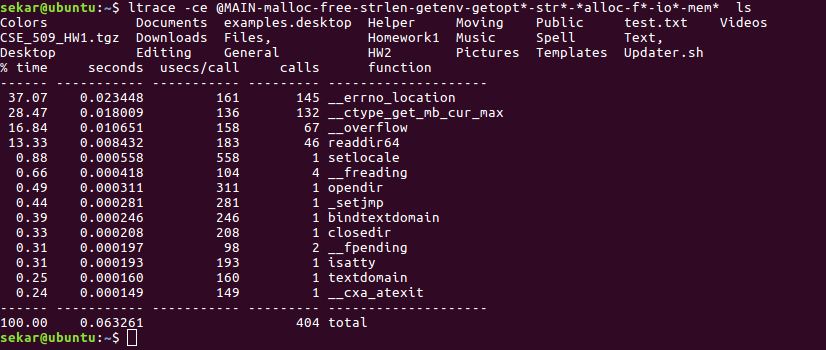 sekar@ubuntu:~$ ltrace -ce @MAIN-malloc-free-strlen-getenv-getopt*-str*-*alloc-f*-io*-mem*  ls
Colors          Documents  examples.desktop  Helper     Moving    Public     test.txt    Videos
CSE_509_HW1.tgz  Downloads  Files,            Homework1  Music     Spell      Text,
Desktop          Editing    General           HW2        Pictures  Templates  Updater.sh
% time     seconds  usecs/call     calls      function
------ ----------- ----------- --------- --------------------
 37.07    0.023448         161       145 __errno_location
 28.47    0.018009         136       132 __ctype_get_mb_cur_max
 16.84    0.010651         158        67 __overflow
 13.33    0.008432         183        46 readdir64
  0.88    0.000558         558         1 setlocale
  0.66    0.000418         104         4 __freading
  0.49    0.000311         311         1 opendir
  0.44    0.000281         281         1 _setjmp
  0.39    0.000246         246         1 bindtextdomain
  0.33    0.000208         208         1 closedir
  0.31    0.000197          98         2 __fpending
  0.31    0.000193         193         1 isatty
  0.25    0.000160         160         1 textdomain
  0.24    0.000149         149         1 __cxa_atexit
------ ----------- ----------- --------- --------------------
100.00    0.063261                   404 total
sekar@ubuntu:~$